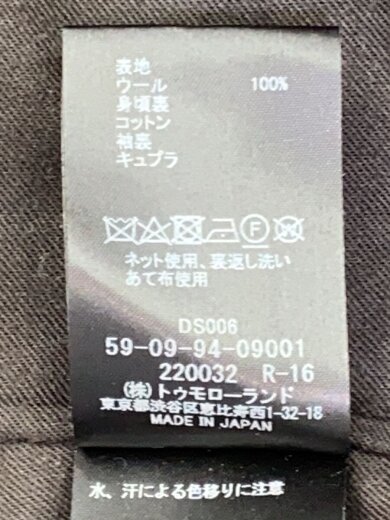 表地
ウール 100%
身頃裏
コットン
袖裏
キュプラ
F W
ネット使用、裏返し洗い
あて布使用
DS006
59-09-94-09001
220032 R-16
(株)トゥモローランド
東京都渋谷区恵比寿西1-32-18
MADE IN JAPAN
水、汗による色移りに注意